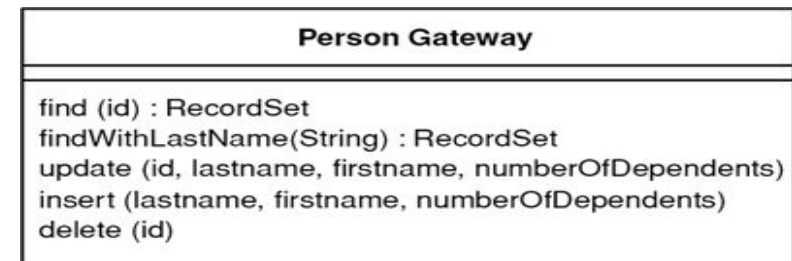 Person Gateway
find (id) : RecordSet
findWithLastName(String) : RecordSet
update (id, lastname, firstname, numberOfDependents)
insert (lastname, firstname, numberOfDependents)
delete (id)